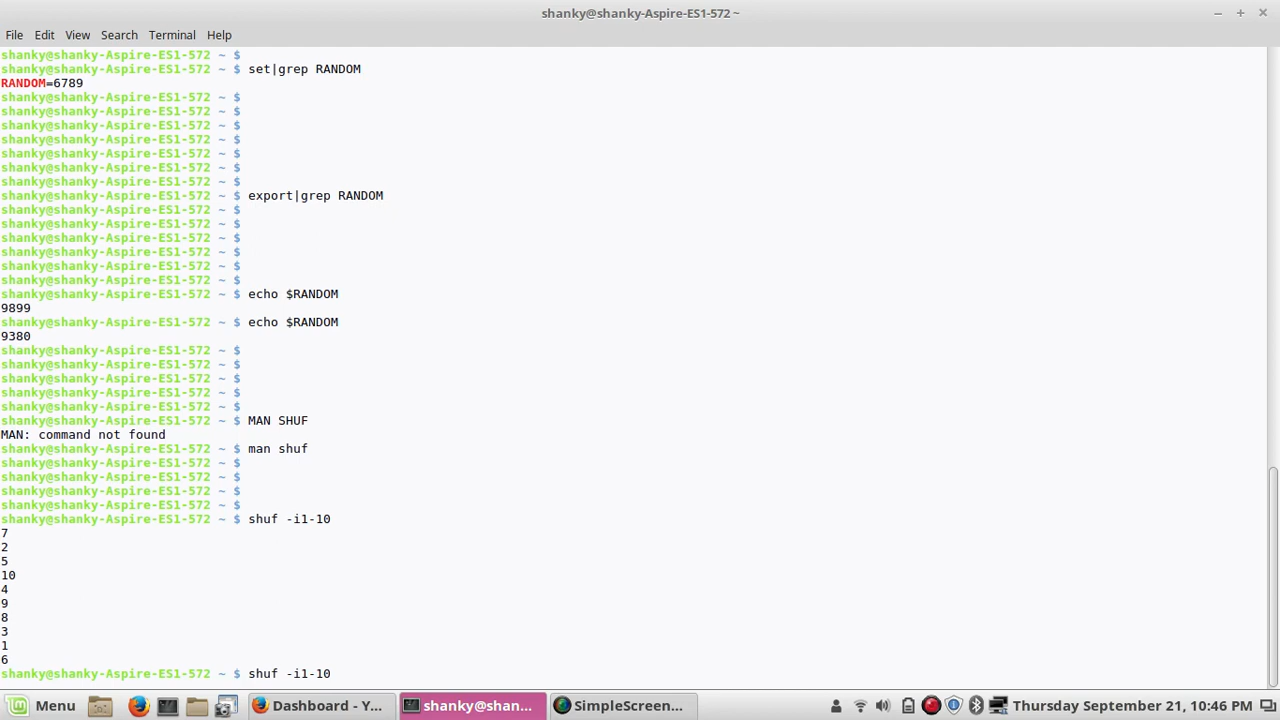 shanky@shanky-Aspire-ES1-572 ~
File Edit View Search Terminal Help
shanky@shanky-Aspire-ES1-572 ~ $
shanky@shanky-Aspire-ES1-572 ~ $ set|grep RANDOM
RANDOM=6789
shanky@shanky-Aspire-ES1-572 ~ $
shanky@shanky-Aspire-ES1-572 ~ $
shanky@shanky-Aspire-ES1-572 ~ $
shanky@shanky-Aspire-ES1-572 ~ $
shanky@shanky-Aspire-ES1-572 ~ $
shanky@shanky-Aspire-ES1-572 ~ $
shanky@shanky-Aspire-ES1-572 ~ $
shanky@shanky-Aspire-ES1-572 ~ $ export|grep RANDOM
shanky@shanky-Aspire-ES1-572 ~ $
shanky@shanky-Aspire-ES1-572 ~ $
shanky@shanky-Aspire-ES1-572 ~ $
shanky@shanky-Aspire-ES1-572 ~ $
shanky@shanky-Aspire-ES1-572 ~ $
shanky@shanky-Aspire-ES1-572 ~ $
shanky@shanky-Aspire-ES1-572 ~ $ echo $RANDOM
9899
shanky@shanky-Aspire-ES1-572 ~ $ echo $RANDOM
9380
shanky@shanky-Aspire-ES1-572 ~ $
shanky@shanky-Aspire-ES1-572 ~ $
shanky@shanky-Aspire-ES1-572 ~ $
shanky@shanky-Aspire-ES1-572 ~ $
shanky@shanky-Aspire-ES1-572 ~ $
shanky@shanky-Aspire-ES1-572 ~ $ MAN SHUF
MAN: command not found
shanky@shanky-Aspire-ES1-572 ~ $ man shuf
shanky@shanky-Aspire-ES1-572 ~ $
shanky@shanky-Aspire-ES1-572 ~ $
shanky@shanky-Aspire-ES1-572 ~ $
shanky@shanky-Aspire-ES1-572 ~ $
shanky@shanky-Aspire-ES1-572 ~ $ shuf -i1-10
7
2
5
10
4
9
8
3
1
6
shanky@shanky-Aspire-ES1-572 ~ $ shuf -i1-10
Menu Dashboard - Y... shanky@shan... SimpleScreen... Thursday September 21, 10:46 PM